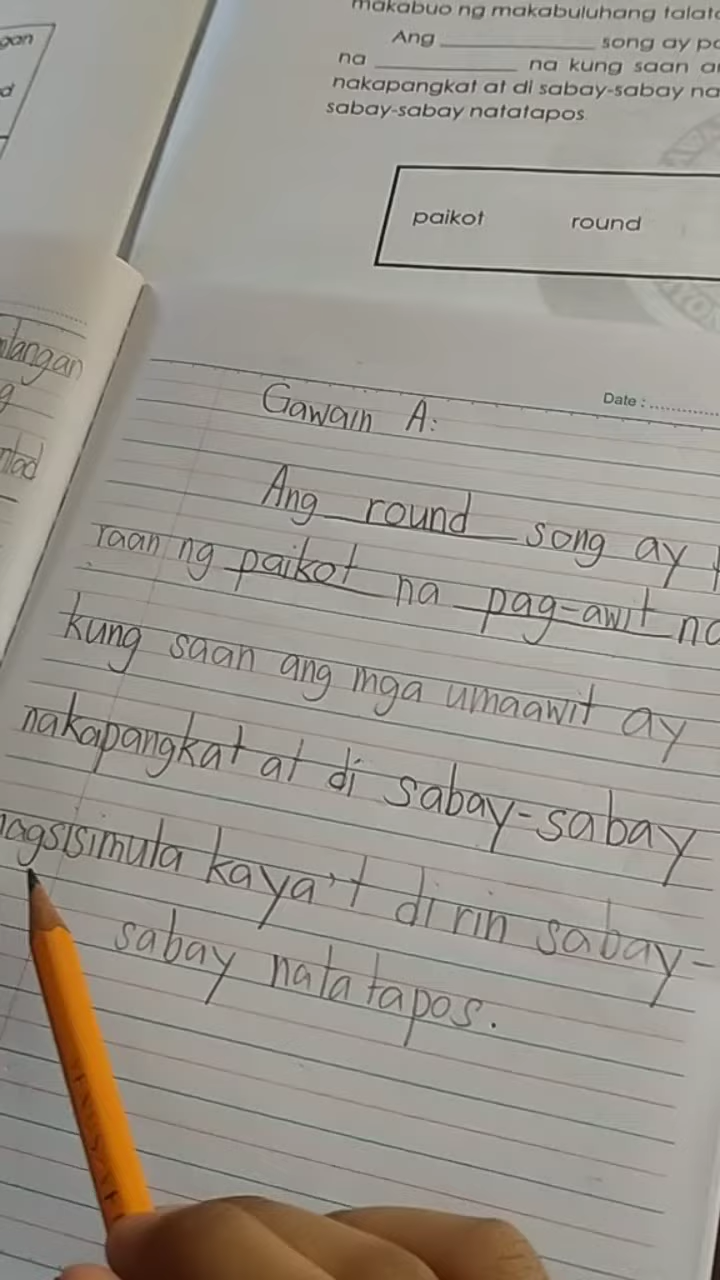 makabuo ng makabuluhang
Ang ____________ song ay
na ____________ na kung saan
nakapangkat at di sabay-sabay
sabay-sabay natatapos
paikot round
Date :
Gawain A:
Ang round song ay
raan ng paikot na pag-awit na
kung saan ang mga umaawit ay
nakapangkat at di sabay-sabay
nagsisimula kaya't di rin sabay-
sabay natatapos.